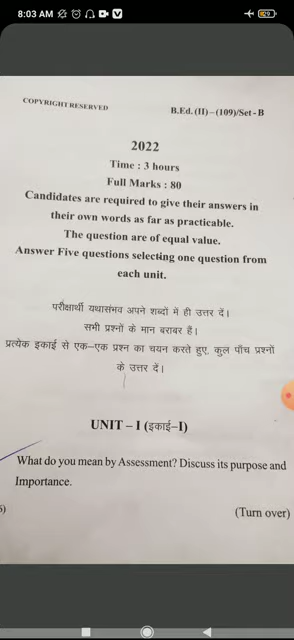 8:03 AM
COPYRIGHT RESERVED
B.Ed. (II) – (109)/Set - B
2022
Time : 3 hours
Full Marks : 80
Candidates are required to give their answers in
their own words as far as practicable.
The question are of equal value.
Answer Five questions selecting one question from
each unit.
परीक्षार्थी यथासंभव अपने शब्दों में ही उत्तर दें।
सभी प्रश्नों के मान बराबर हैं।
प्रत्येक इकाई से एक–एक प्रश्न का चयन करते हुए, कुल पाँच प्रश्नों
के उत्तर दें।
UNIT – I (इकाई–I)
What do you mean by Assessment? Discuss its purpose and
Importance.
(Turn over)